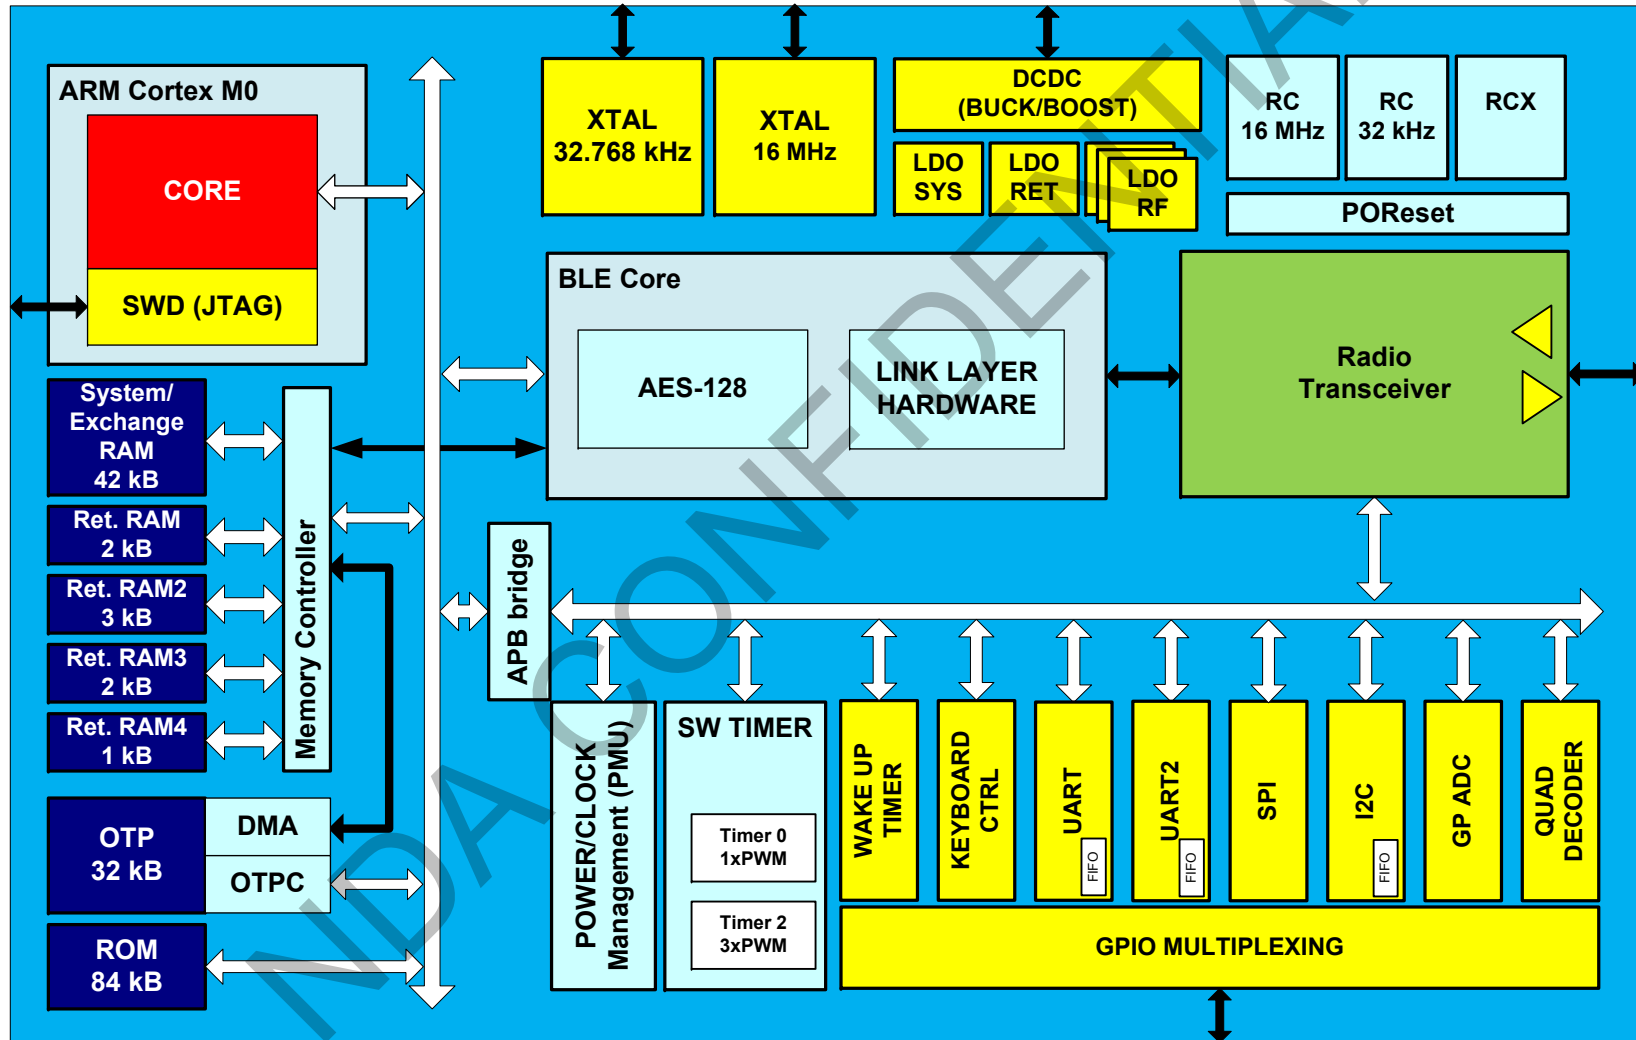 ARM Cortex M0
CORE
SWD (JTAG)
XTAL
32.768 kHz
XTAL
16 MHz
DCDC
(BUCK/BOOST)
LDO
SYS
LDO
RET
LDO
RF
RC
16 MHz
RC
32 kHz
RCX
POReset
BLE Core
AES-128
LINK LAYER
HARDWARE
Radio
Transceiver
System/
Exchange
RAM
42 kB
Ret. RAM
2 kB
Ret. RAM2
3 kB
Ret. RAM3
2 kB
Ret. RAM4
1 kB
Memory Controller
OTP
32 kB
DMA
OTPC
ROM
84 kB
APB bridge
POWER/CLOCK
Management (PMU)
SW TIMER
Timer 0
1xPWM
Timer 2
3xPWM
WAKE UP
TIMER
KEYBOARD
CTRL
UART
FIFO
UART2
FIFO
SPI
I2C
FIFO
GP ADC
QUAD
DECODER
GPIO MULTIPLEXING
NDA CONFIDENTIAL